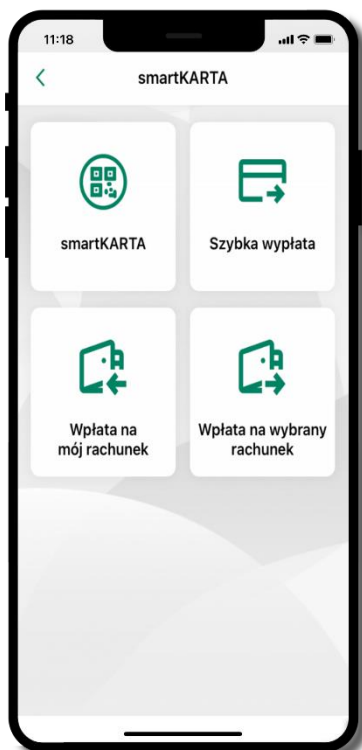 11:18
smartKARTA
smartKARTA
Szybka wypłata
Wpłata na
mój rachunek
Wpłata na wybrany
rachunek